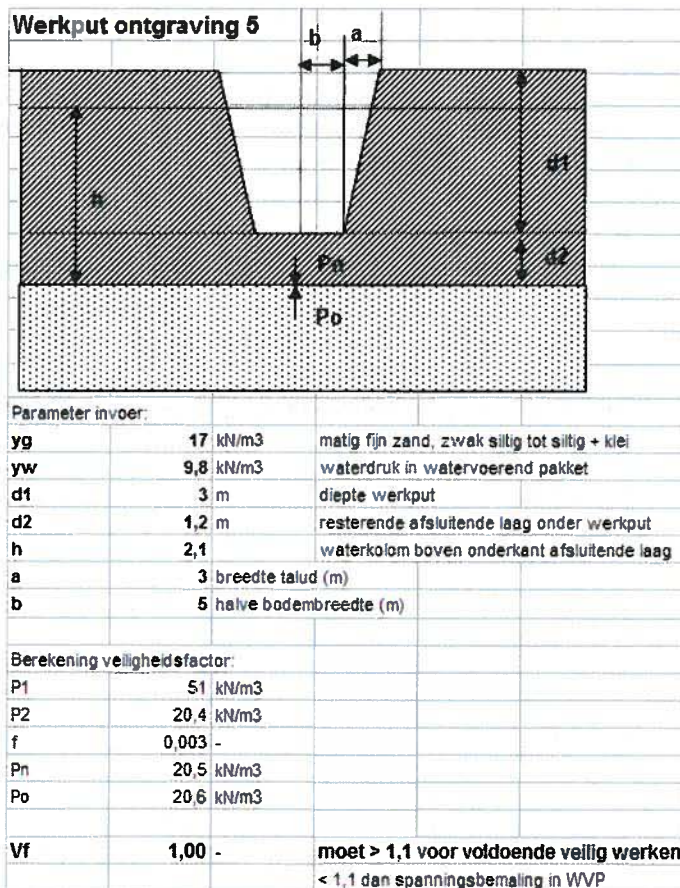 Werkput ontgraving 5
b
a
d1
h
d2
Pn
Po
Parameter invoer:
yg 17 kN/m3 matig fijn zand, zwak siltig tot siltig + klei
yw 9,8 kN/m3 waterdruk in watervoerend pakket
d1 3 m diepte werkput
d2 1,2 m resterende afsluitende laag onder werkput
h 2,1 waterkolom boven onderkant afsluitende laag
a 3 breedte talud (m)
b 5 halve bodembreedte (m)
Berekening veiligheidsfactor:
P1 51 kN/m3
P2 20,4 kN/m3
f 0,003 -
Pn 20,5 kN/m3
Po 20,6 kN/m3
Vf 1,00 - moet > 1,1 voor voldoende veilig werken
< 1,1 dan spanningsbemaling in WVP